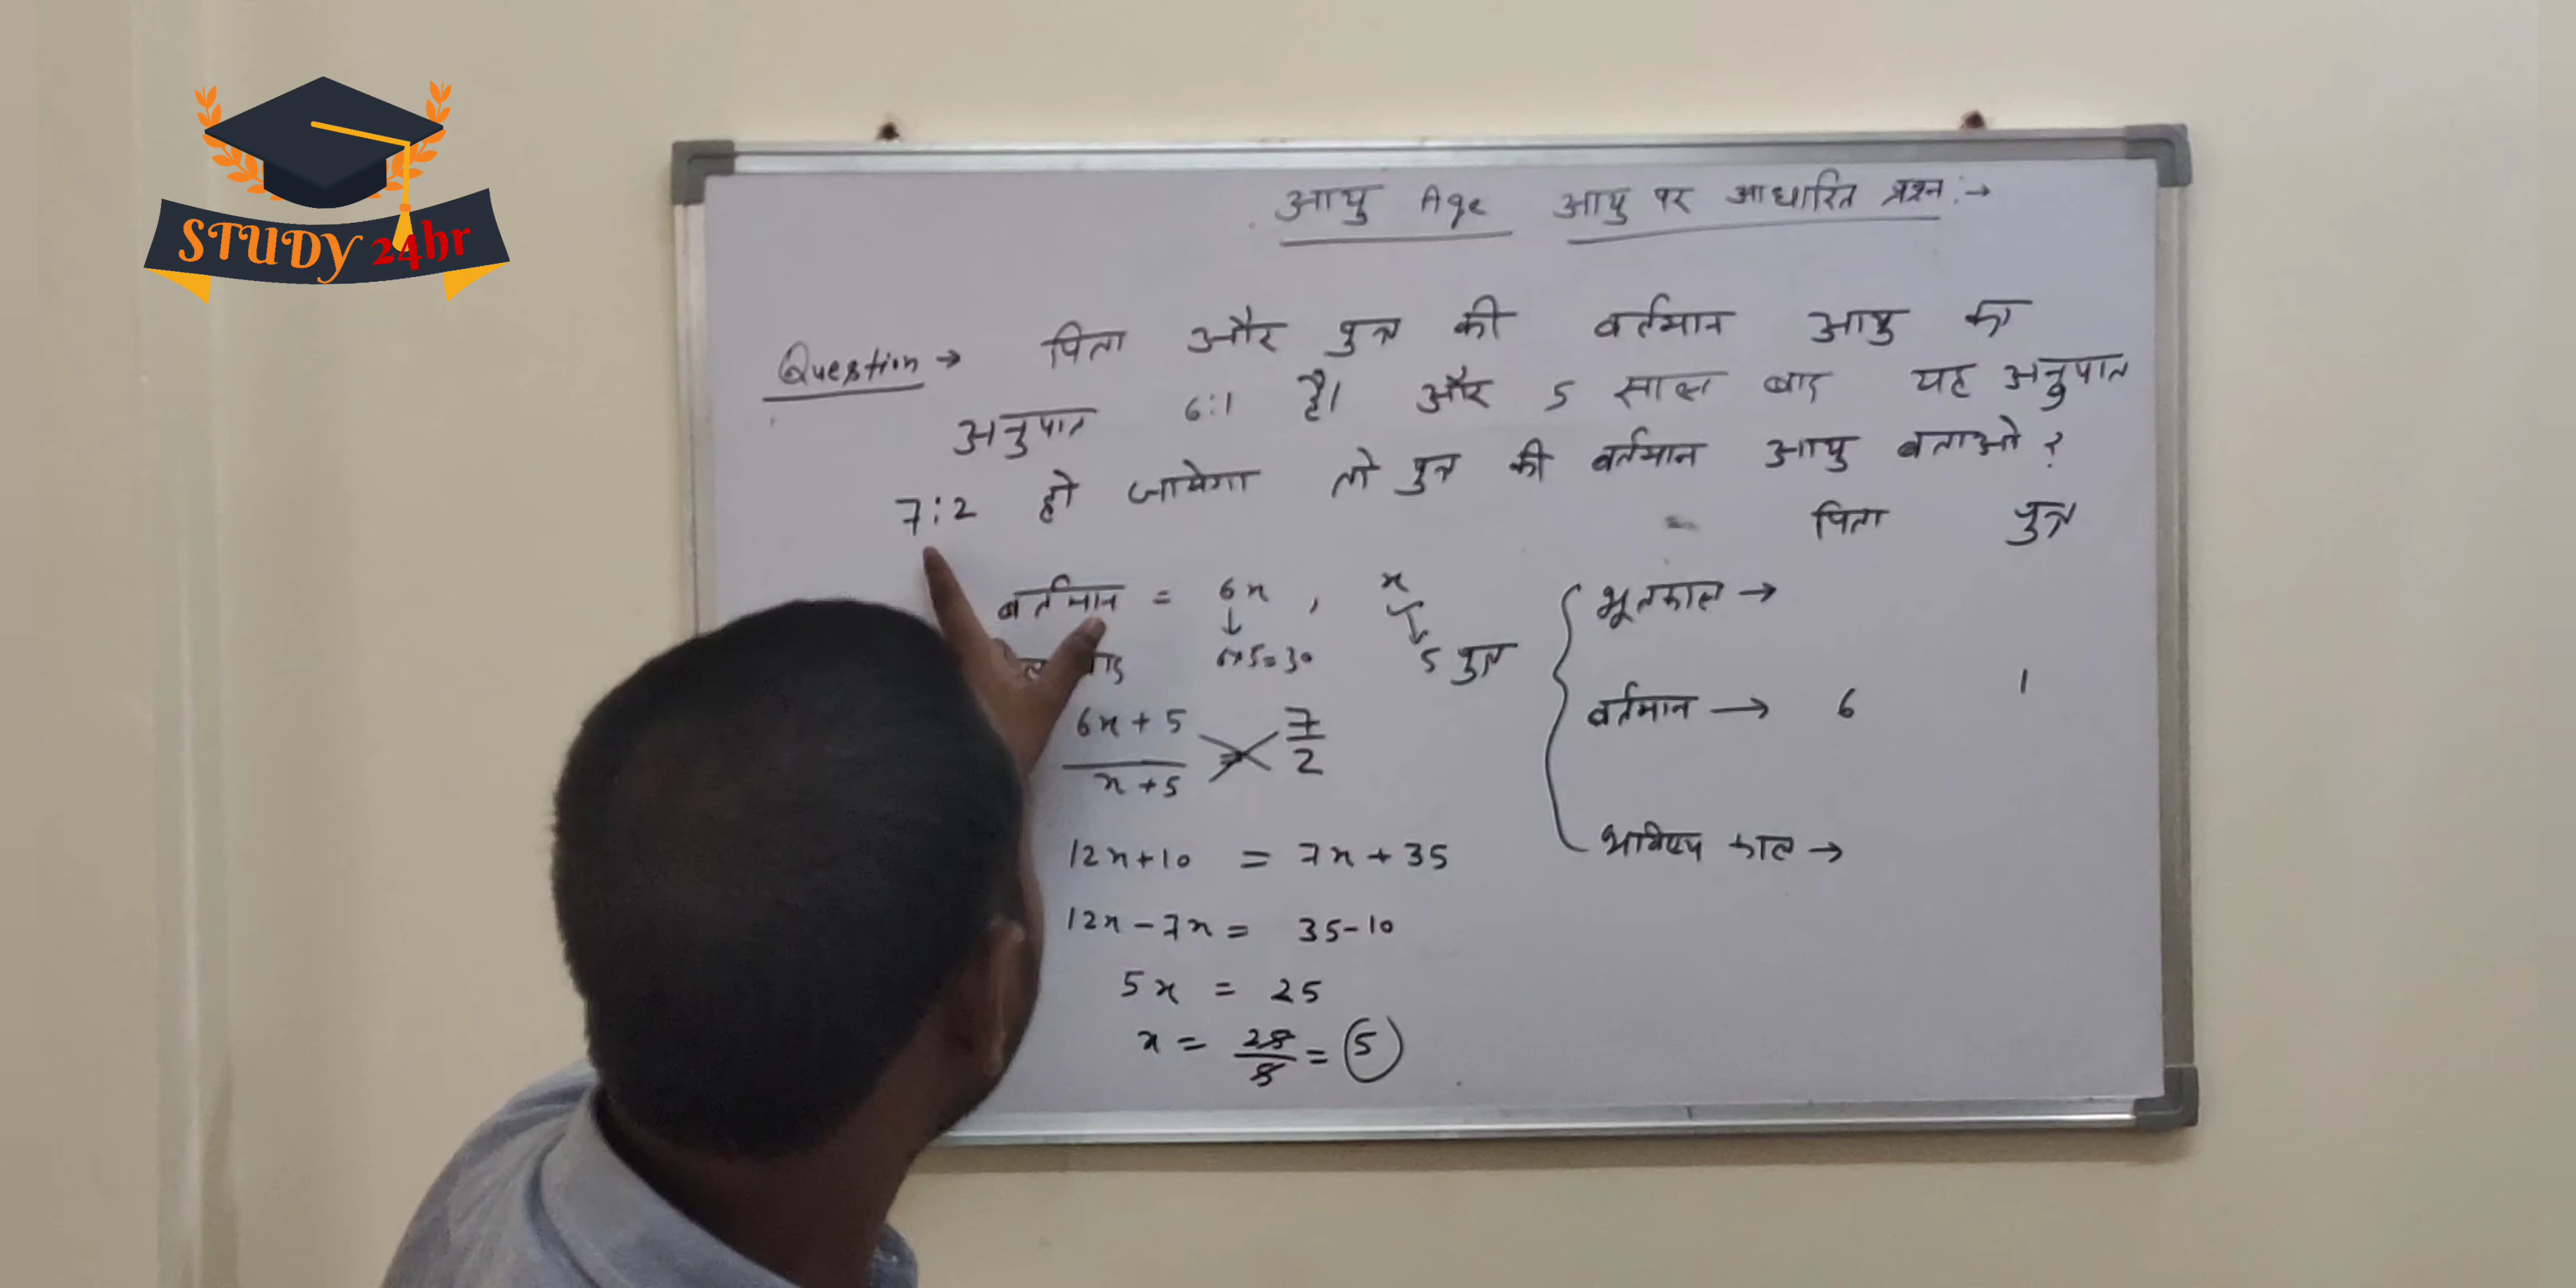 STUDY 24hr
आयु Age आयु पर आधारित प्रश्न :→
Question → पिता और पुत्र की वर्तमान आयु का
अनुपात 6:1 है। और 5 साल बाद यह अनुपात
7:2 हो जायेगा तो पुत्र की वर्तमान आयु बताओ ?
पिता पुत्र
वर्तमान = 6x , x
6×5=30 5 पुत्र
6x + 5 / x + 5 = 7 / 2
12x+10 = 7x + 35
12x - 7x = 35-10
5x = 25
x = 25/5 = 5
भूतकाल →
वर्तमान → 6 1
भविष्य काल →